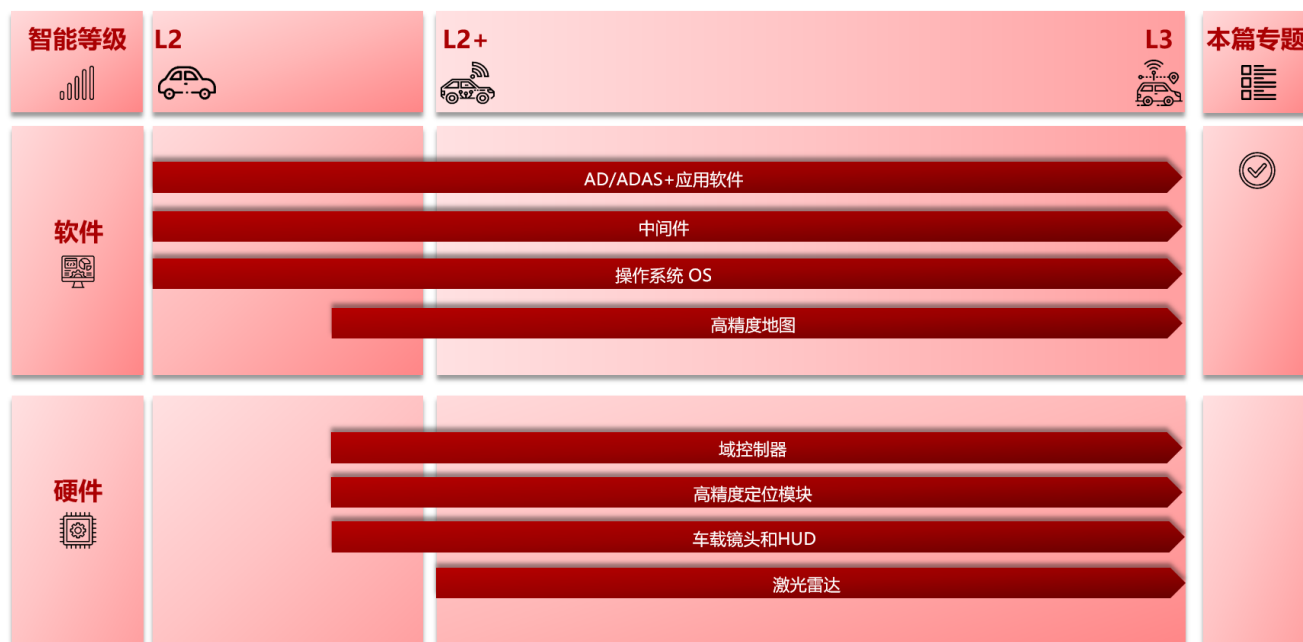 智能等级
L2
L2+
L3
本篇专题
软件
AD/ADAS+应用软件
中间件
操作系统 OS
高精度地图
硬件
域控制器
高精度定位模块
车载镜头和HUD
激光雷达